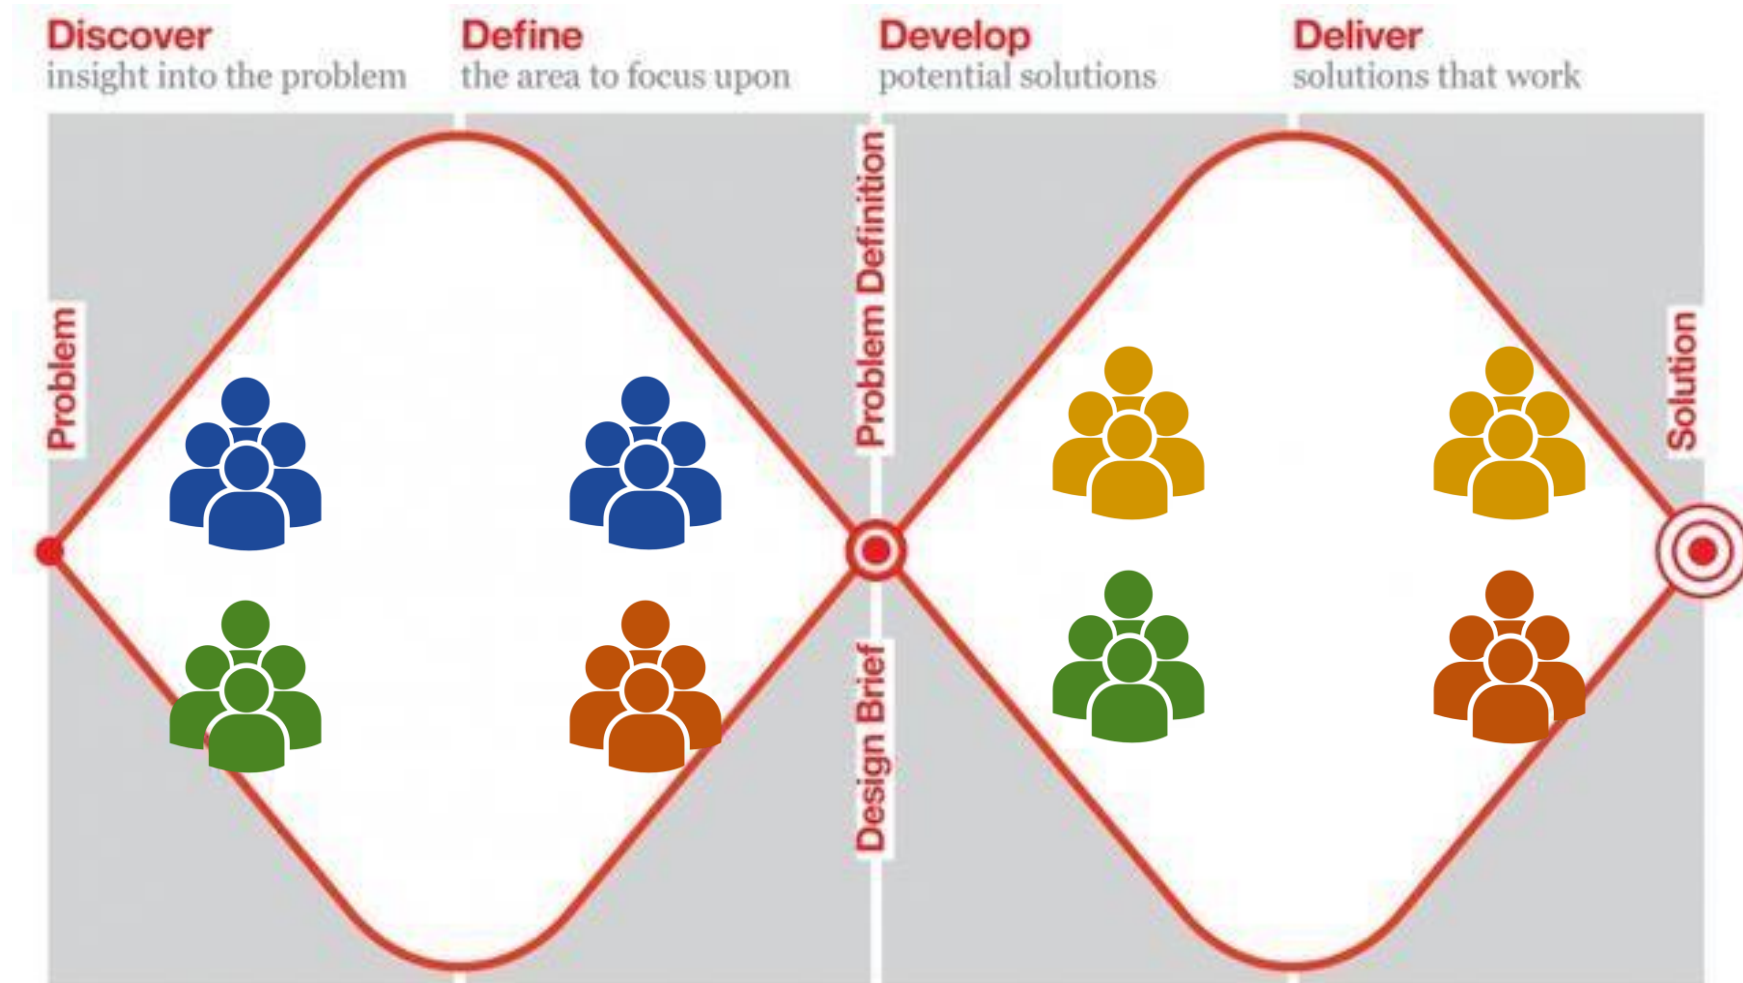 Discover
insight into the problem
Define
the area to focus upon
Develop
potential solutions
Deliver
solutions that work
Problem
Problem Definition
Design Brief
Solution